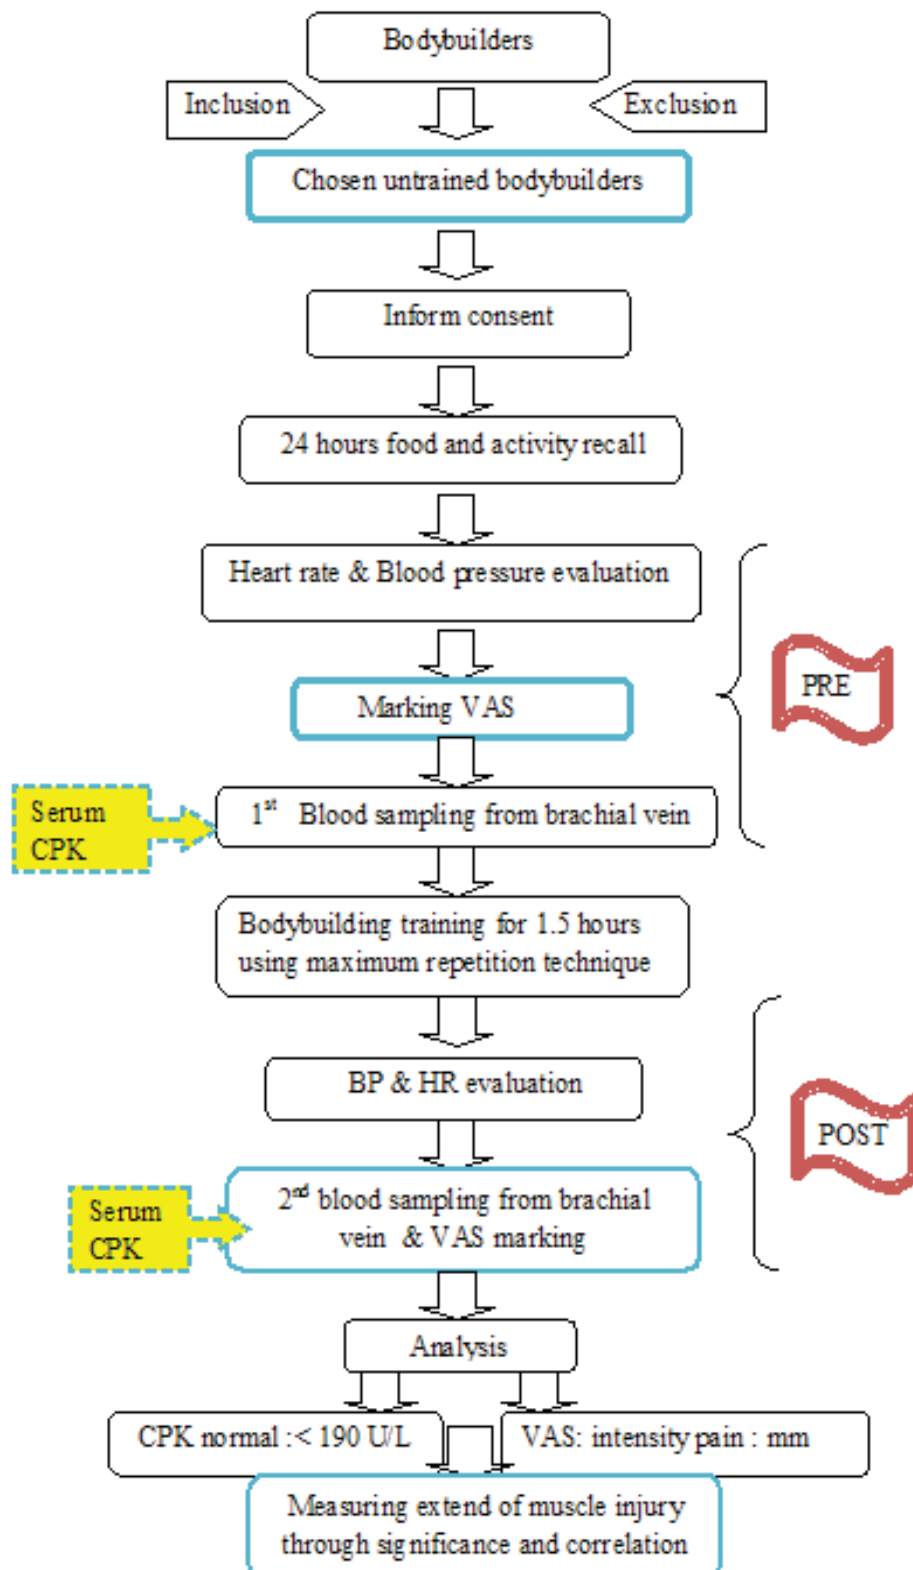 Bodybuilders
Inclusion
Exclusion
Chosen untrained bodybuilders
Inform consent
24 hours food and activity recall
Heart rate & Blood pressure evaluation
PRE
Marking VAS
Serum
CPK
1st Blood sampling from brachial vein
Bodybuilding training for 1.5 hours
using maximum repetition technique
BP & HR evaluation
POST
Serum
CPK
2nd blood sampling from brachial
vein & VAS marking
Analysis
CPK normal :< 190 U/L
VAS: intensity pain : mm
Measuring extend of muscle injury
through significance and correlation